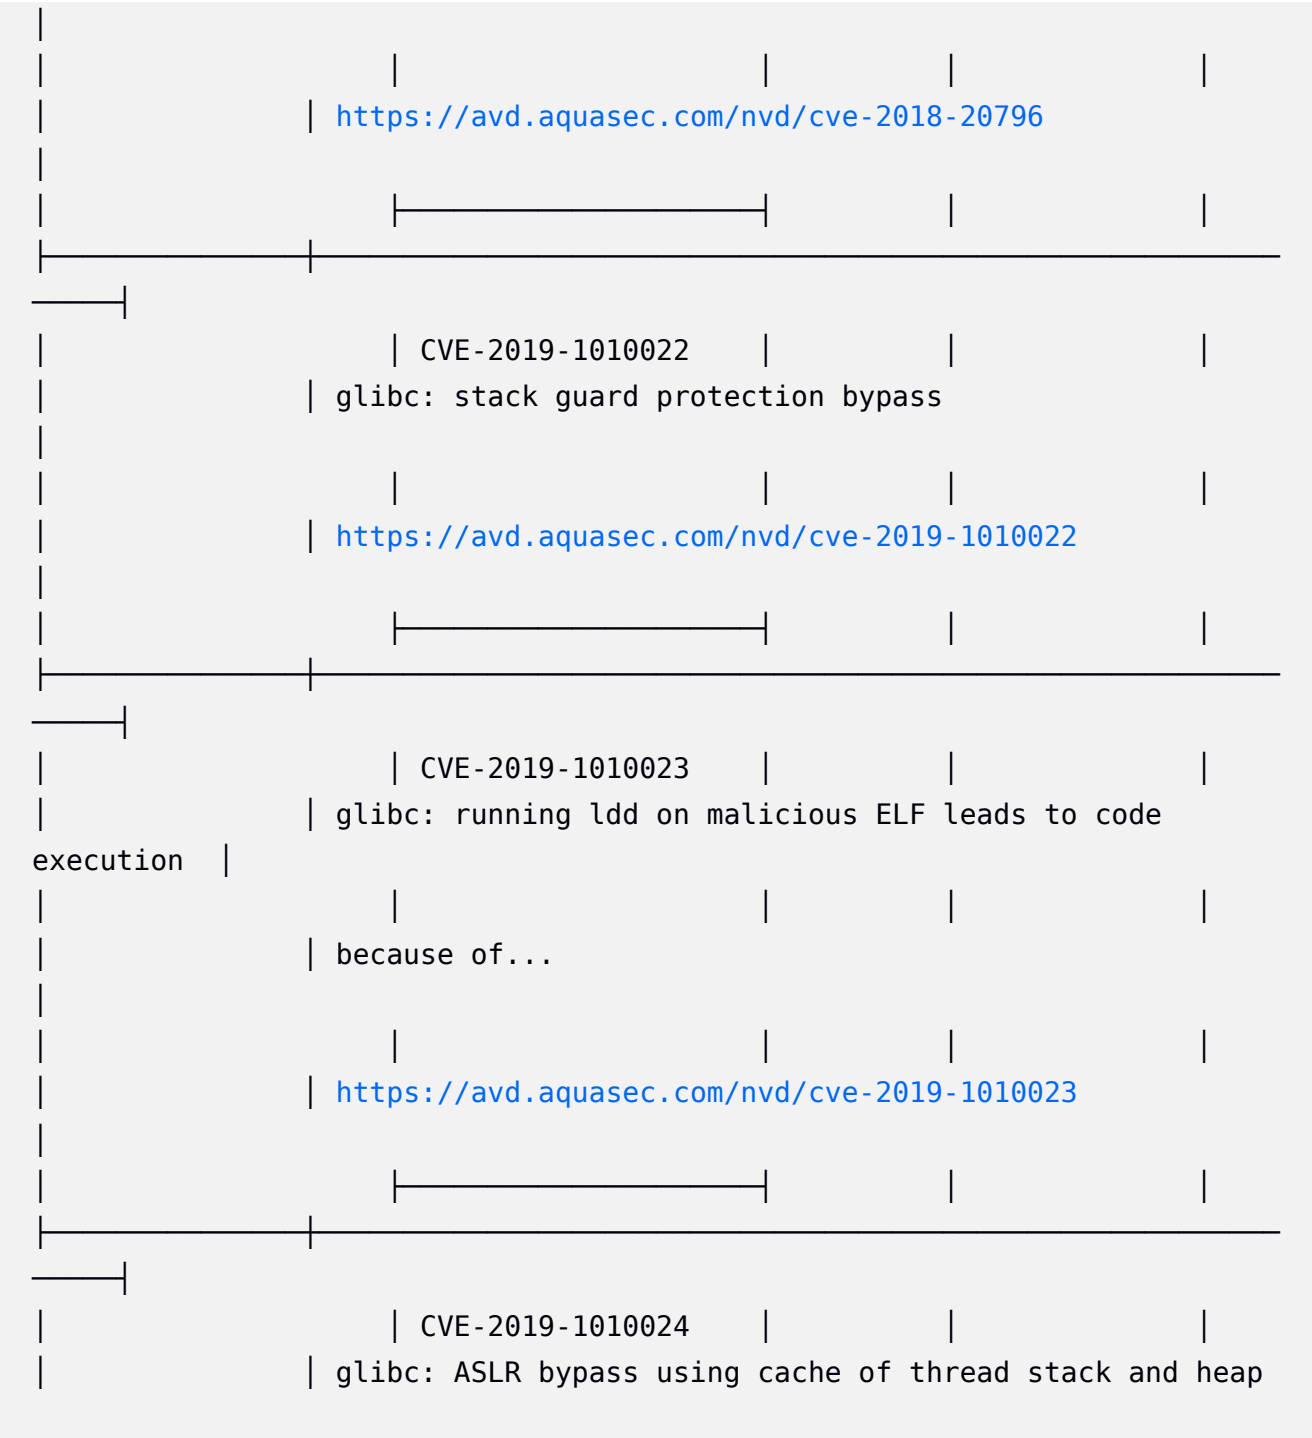 https://avd.aquasec.com/nvd/cve-2018-20796
CVE-2019-1010022
glibc: stack guard protection bypass
https://avd.aquasec.com/nvd/cve-2019-1010022
CVE-2019-1010023
glibc: running ldd on malicious ELF leads to code
execution
because of...
https://avd.aquasec.com/nvd/cve-2019-1010023
CVE-2019-1010024
glibc: ASLR bypass using cache of thread stack and heap